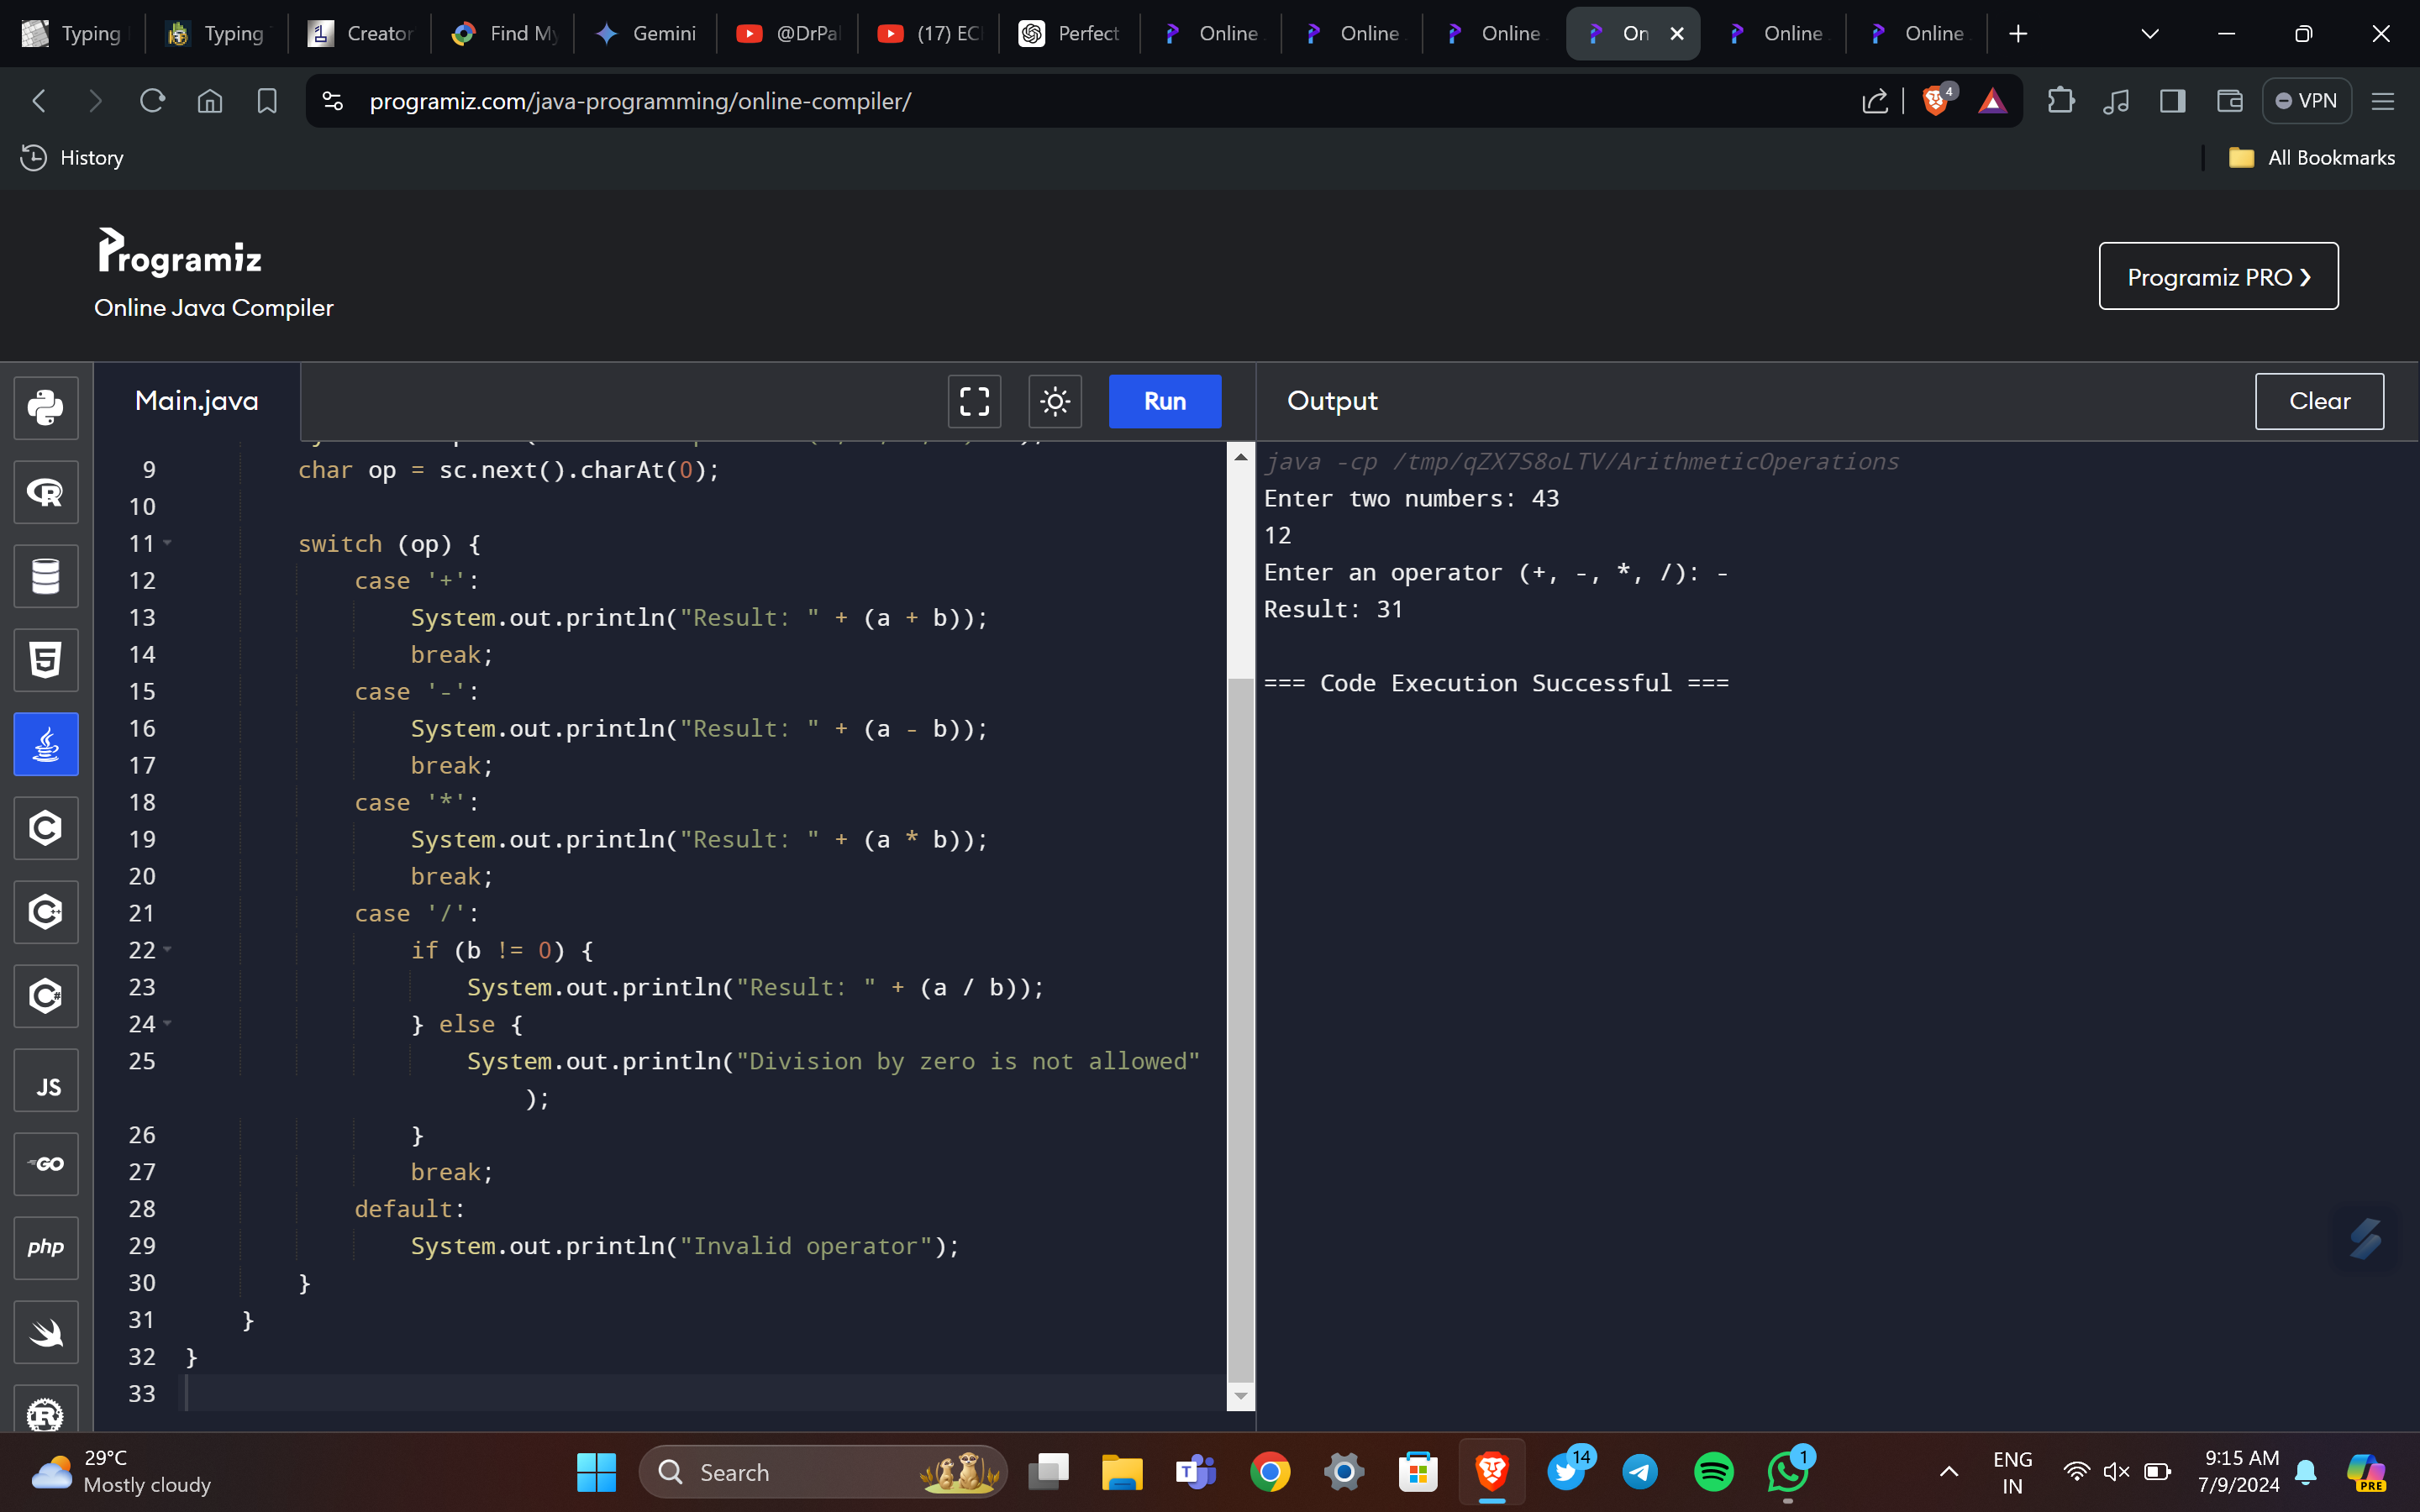 Typing
Typing
Creator
Find My
Gemini
@DrPal
(17) EC
Perfect
Online
Online
Online
On
Online
Online
programiz.com/java-programming/online-compiler/
4
VPN
History
All Bookmarks
Programiz
Online Java Compiler
Programiz PRO ❯
Main.java
Run
Output
Clear
9 char op = sc.next().charAt(0);
10
11 switch (op) {
12 case '+':
13 System.out.println("Result: " + (a + b));
14 break;
15 case '-':
16 System.out.println("Result: " + (a - b));
17 break;
18 case '*':
19 System.out.println("Result: " + (a * b));
20 break;
21 case '/':
22 if (b != 0) {
23 System.out.println("Result: " + (a / b));
24 } else {
25 System.out.println("Division by zero is not allowed"
);
26 }
27 break;
28 default:
29 System.out.println("Invalid operator");
30 }
31 }
32 }
33
java -cp /tmp/qZX7S8oLTV/ArithmeticOperations
Enter two numbers: 43
12
Enter an operator (+, -, *, /): -
Result: 31
=== Code Execution Successful ===
R
5
C
C++
C#
JS
GO
php
R
29°C
Mostly cloudy
Search
T
14
1
ENG
IN
9:15 AM
7/9/2024
PRE